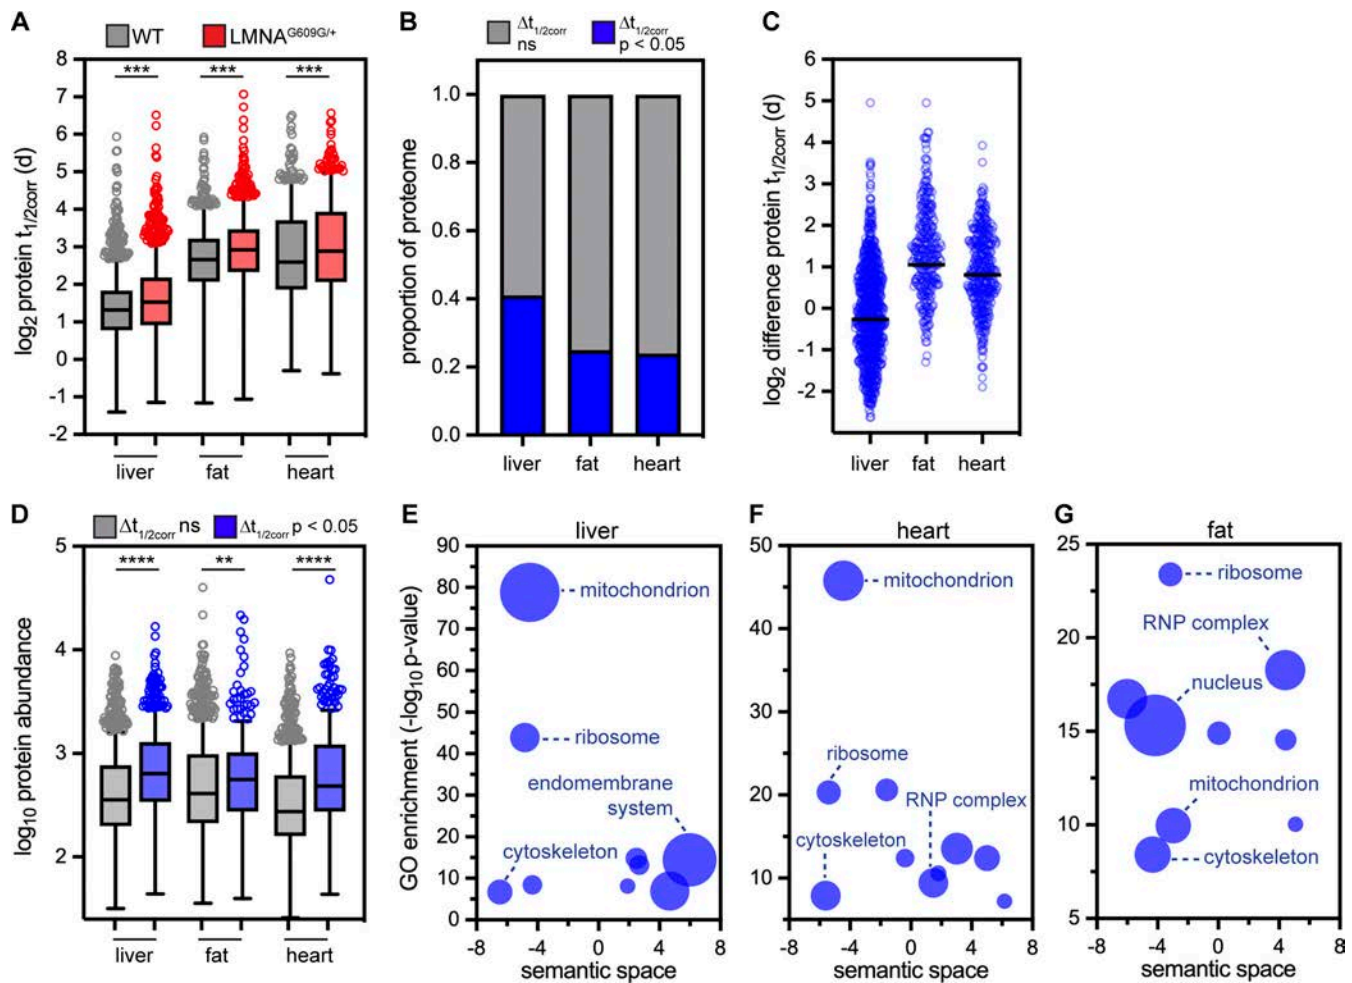 A
WT
LMNA^G609G/+
log₂ protein t₁/₂corr (d)
8
7
6
5
4
3
2
1
0
-1
-2
***
***
***
liver
fat
heart
B
Δt₁/₂corr
ns
Δt₁/₂corr
p < 0.05
proportion of proteome
1.0
0.8
0.6
0.4
0.2
0.0
liver
fat
heart
C
log₂ difference protein t₁/₂corr (d)
6
5
4
3
2
1
0
-1
-2
liver
fat
heart
D
Δt₁/₂corr ns
Δt₁/₂corr p < 0.05
log₁₀ protein abundance
5
4
3
2
****
**
****
liver
fat
heart
E
liver
GO enrichment (-log₁₀ p-value)
90
80
70
60
50
40
30
20
10
0
mitochondrion
ribosome
endomembrane
system
cytoskeleton
-8
-4
0
4
8
semantic space
F
heart
50
40
30
20
10
mitochondrion
ribosome
RNP complex
cytoskeleton
-8
-4
0
4
8
semantic space
G
fat
25
20
15
10
5
ribosome
RNP complex
nucleus
mitochondrion
cytoskeleton
-8
-4
0
4
8
semantic space